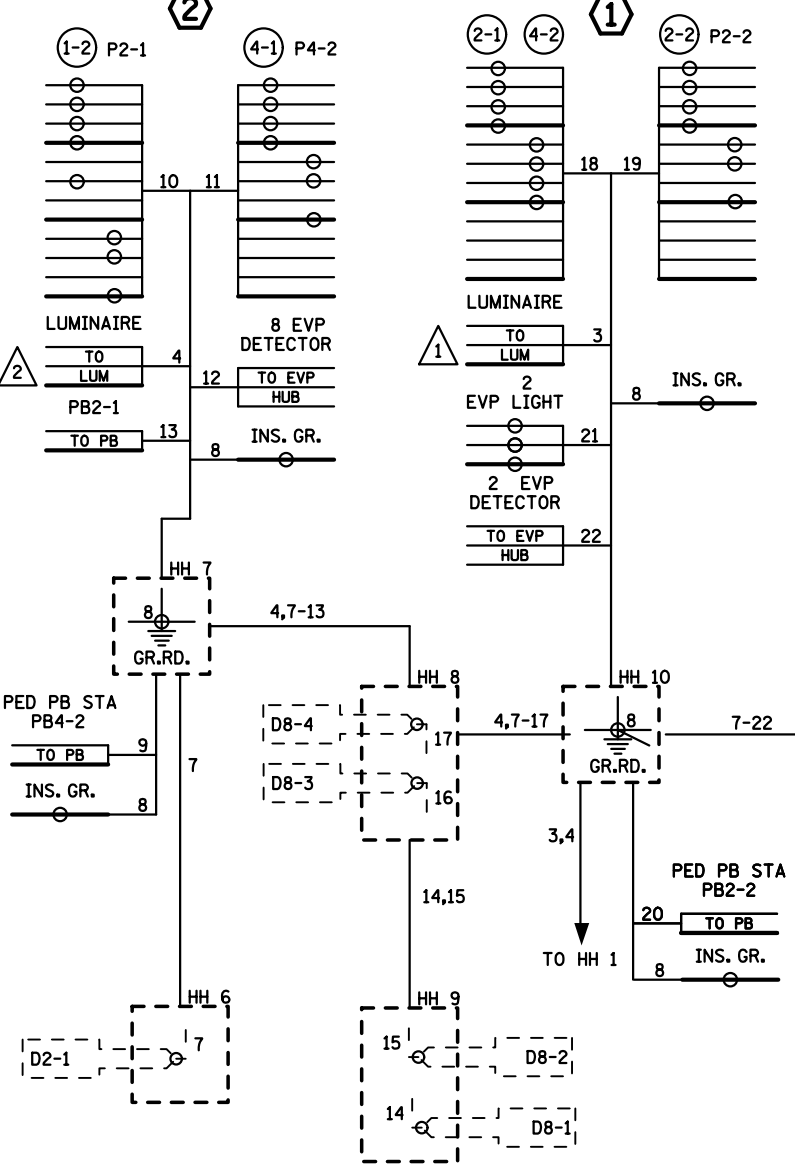 2
1
1-2 P2-1
4-1 P4-2
2-1 4-2
2-2 P2-2
10 11
18 19
LUMINAIRE
2
TO
LUM
4
8 EVP
DETECTOR
12
TO EVP
HUB
PB2-1
TO PB
13
INS. GR.
8
LUMINAIRE
1
TO
LUM
3
INS. GR.
8
2
EVP LIGHT
21
2 EVP
DETECTOR
TO EVP
HUB
22
HH 7
8
GR.RD.
4,7-13
PED PB STA
PB4-2
TO PB
9
INS. GR.
8
7
HH 8
D8-4
17
D8-3
16
4,7-17
HH 10
8
GR.RD.
7-22
3,4
TO HH 1
14,15
PED PB STA
PB2-2
20
TO PB
INS. GR.
8
HH 6
D2-1
7
HH 9
15
D8-2
14
D8-1